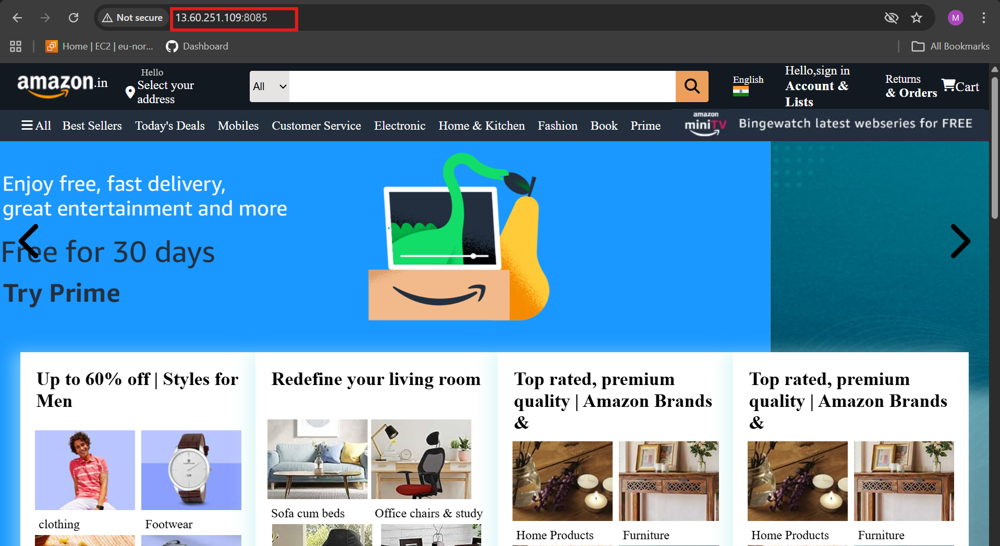 Not secure
13.60.251.109:8085
M
Home | EC2 | eu-nor...
Dashboard
All Bookmarks
amazon.in
Hello
Select your
address
All
English
Hello,sign in
Account &
Lists
Returns
& Orders
Cart
All
Best Sellers
Today's Deals
Mobiles
Customer Service
Electronic
Home & Kitchen
Fashion
Book
Prime
amazon
miniTV
Bingewatch latest webseries for FREE
Enjoy free, fast delivery,
great entertainment and more
Free for 30 days
Try Prime
Up to 60% off | Styles for
Men
clothing
Footwear
Redefine your living room
Sofa cum beds
Office chairs & study
Top rated, premium
quality | Amazon Brands
&
Home Products
Furniture
Top rated, premium
quality | Amazon Brands
&
Home Products
Furniture